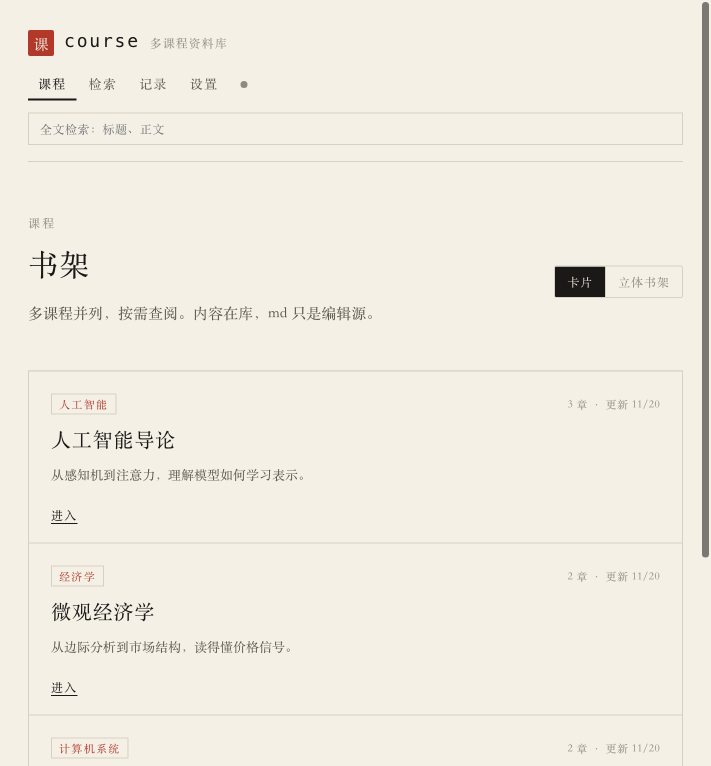 课 course 多课程资料库
课程 检索 记录 设置
全文检索：标题、正文
课程
书架
卡片 立体书架
多课程并列，按需查阅。内容在库，md 只是编辑源。
人工智能 3 章 · 更新 11/20
人工智能导论
从感知机到注意力，理解模型如何学习表示。
进入
经济学 2 章 · 更新 11/20
微观经济学
从边际分析到市场结构，读得懂价格信号。
进入
计算机系统 2 章 · 更新 11/20